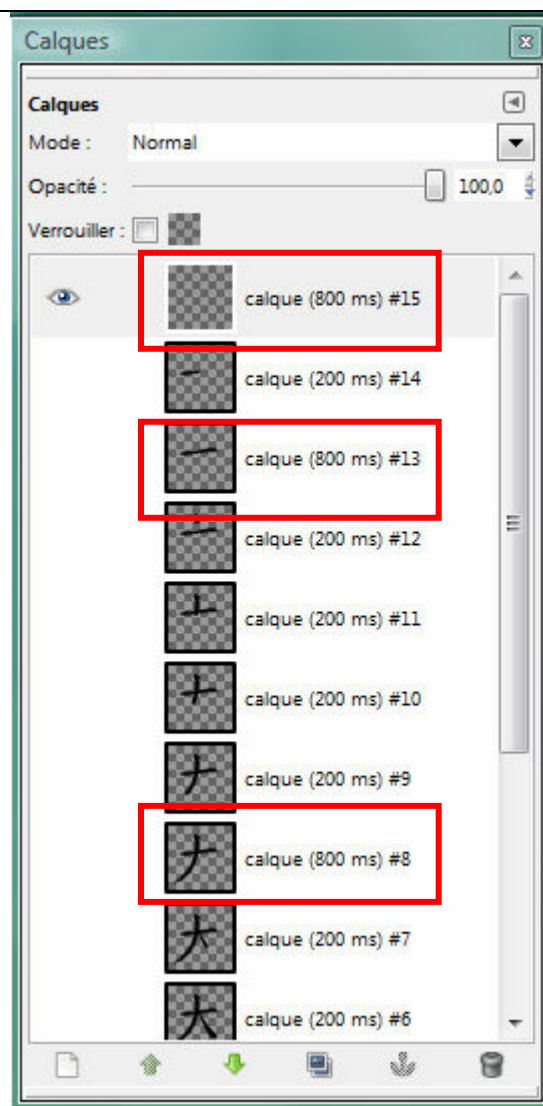 Calques
Calques
Mode : Normal
Opacité : 100,0
Verrouiller :
calque (800 ms) #15
calque (200 ms) #14
calque (800 ms) #13
calque (200 ms) #12
calque (200 ms) #11
calque (200 ms) #10
calque (200 ms) #9
calque (800 ms) #8
calque (200 ms) #7
大 calque (200 ms) #6